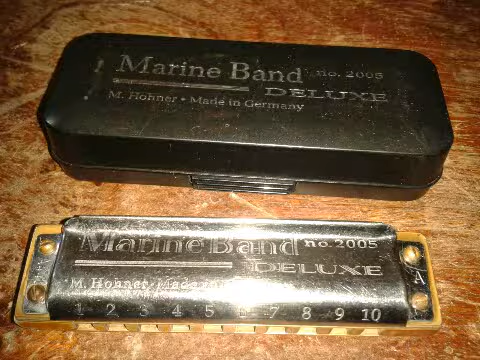 Marine Band no. 2005
DELUXE
M. Hohner • Made in Germany
Marine Band no. 2005
DELUXE
M. Hohner • Made
A
1 2 3 4 5 6 7 8 9 10